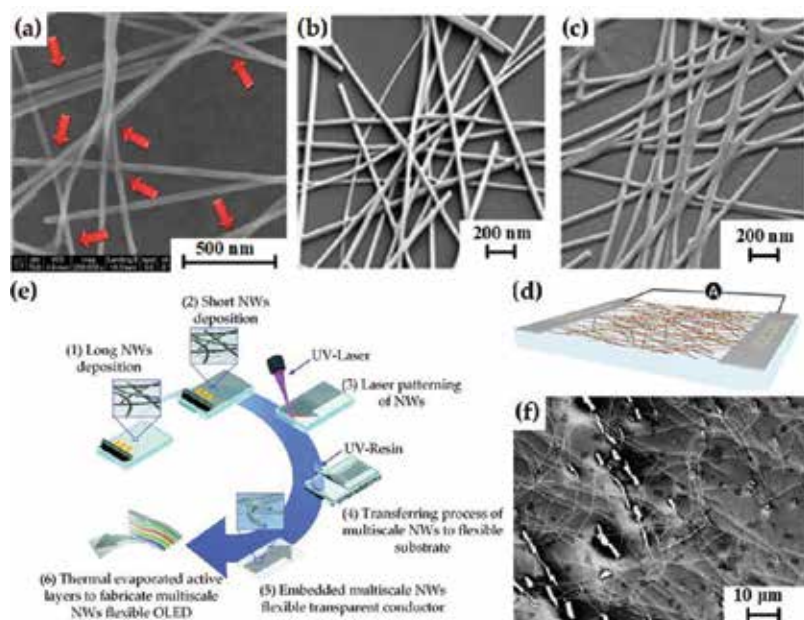 (a)
500 nm
(b)
200 nm
(c)
200 nm
(e)
(1) Long NWs
deposition
(2) Short NWs
deposition
UV-Laser
(3) Laser patterning
of NWs
UV-Resin
(4) Transferring process of
multiscale NWs to flexible
substrate
(5) Embedded multiscale NWs
flexible transparent conductor
(6) Thermal evaporated active
layers to fabricate multiscale
NWs flexible OLED
(d)
A
(f)
10 µm